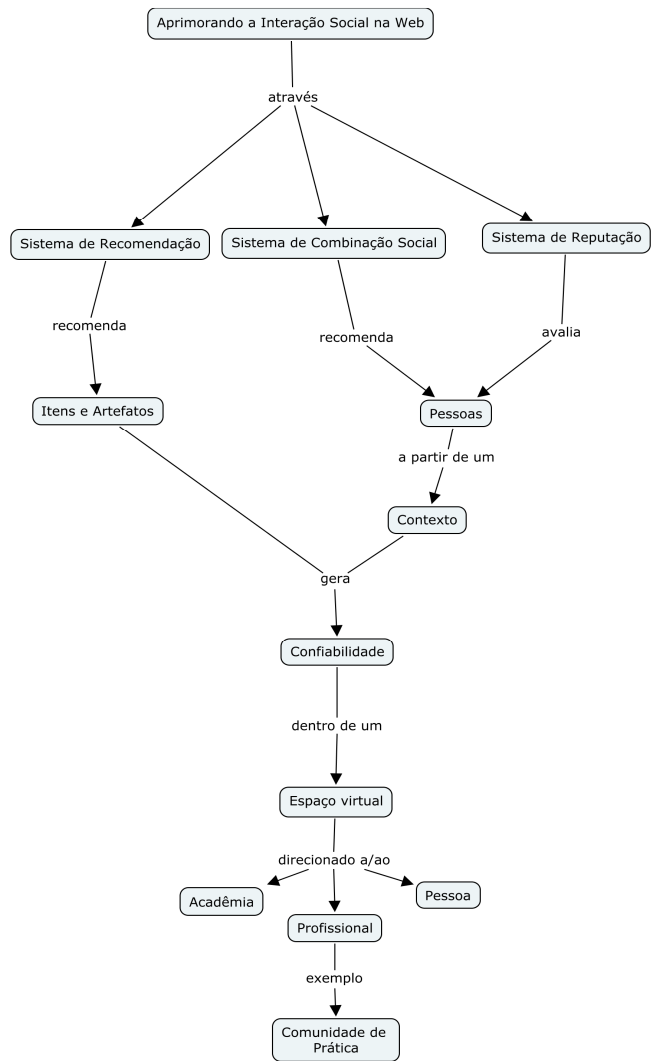 Aprimorando a Interação Social na Web
através
Sistema de Recomendação
Sistema de Combinação Social
Sistema de Reputação
recomenda
recomenda
avalia
Itens e Artefatos
Pessoas
a partir de um
Contexto
gera
Confiabilidade
dentro de um
Espaço virtual
direcionado a/ao
Acadêmia
Profissional
Pessoa
exemplo
Comunidade de
Prática